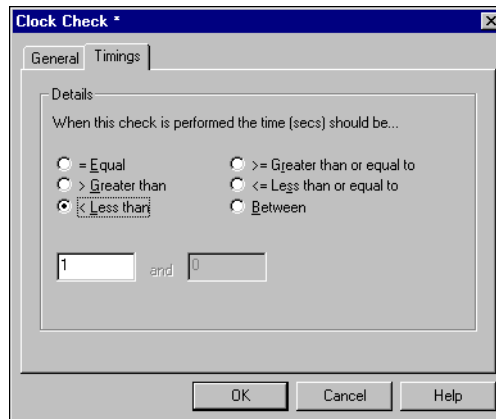 Clock Check *
General Timings
Details
When this check is performed the time (secs) should be...
= Equal >= Greater than or equal to
> Greater than <= Less than or equal to
< Less than Between
1 and 0
OK Cancel Help